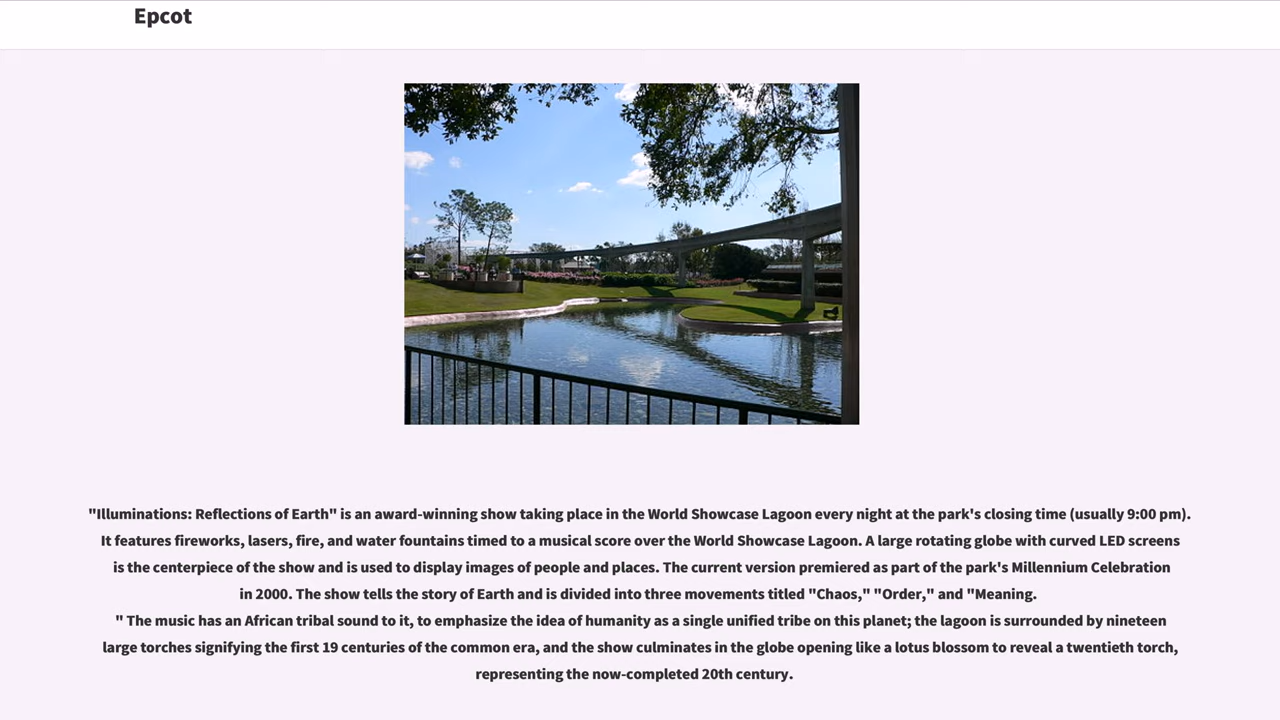 Epcot
"Illuminations: Reflections of Earth" is an award-winning show taking place in the World Showcase Lagoon every night at the park's closing time (usually 9:00 pm).
It features fireworks, lasers, fire, and water fountains timed to a musical score over the World Showcase Lagoon. A large rotating globe with curved LED screens
is the centerpiece of the show and is used to display images of people and places. The current version premiered as part of the park's Millennium Celebration
in 2000. The show tells the story of Earth and is divided into three movements titled "Chaos," "Order," and "Meaning.
" The music has an African tribal sound to it, to emphasize the idea of humanity as a single unified tribe on this planet; the lagoon is surrounded by nineteen
large torches signifying the first 19 centuries of the common era, and the show culminates in the globe opening like a lotus blossom to reveal a twentieth torch,
representing the now-completed 20th century.